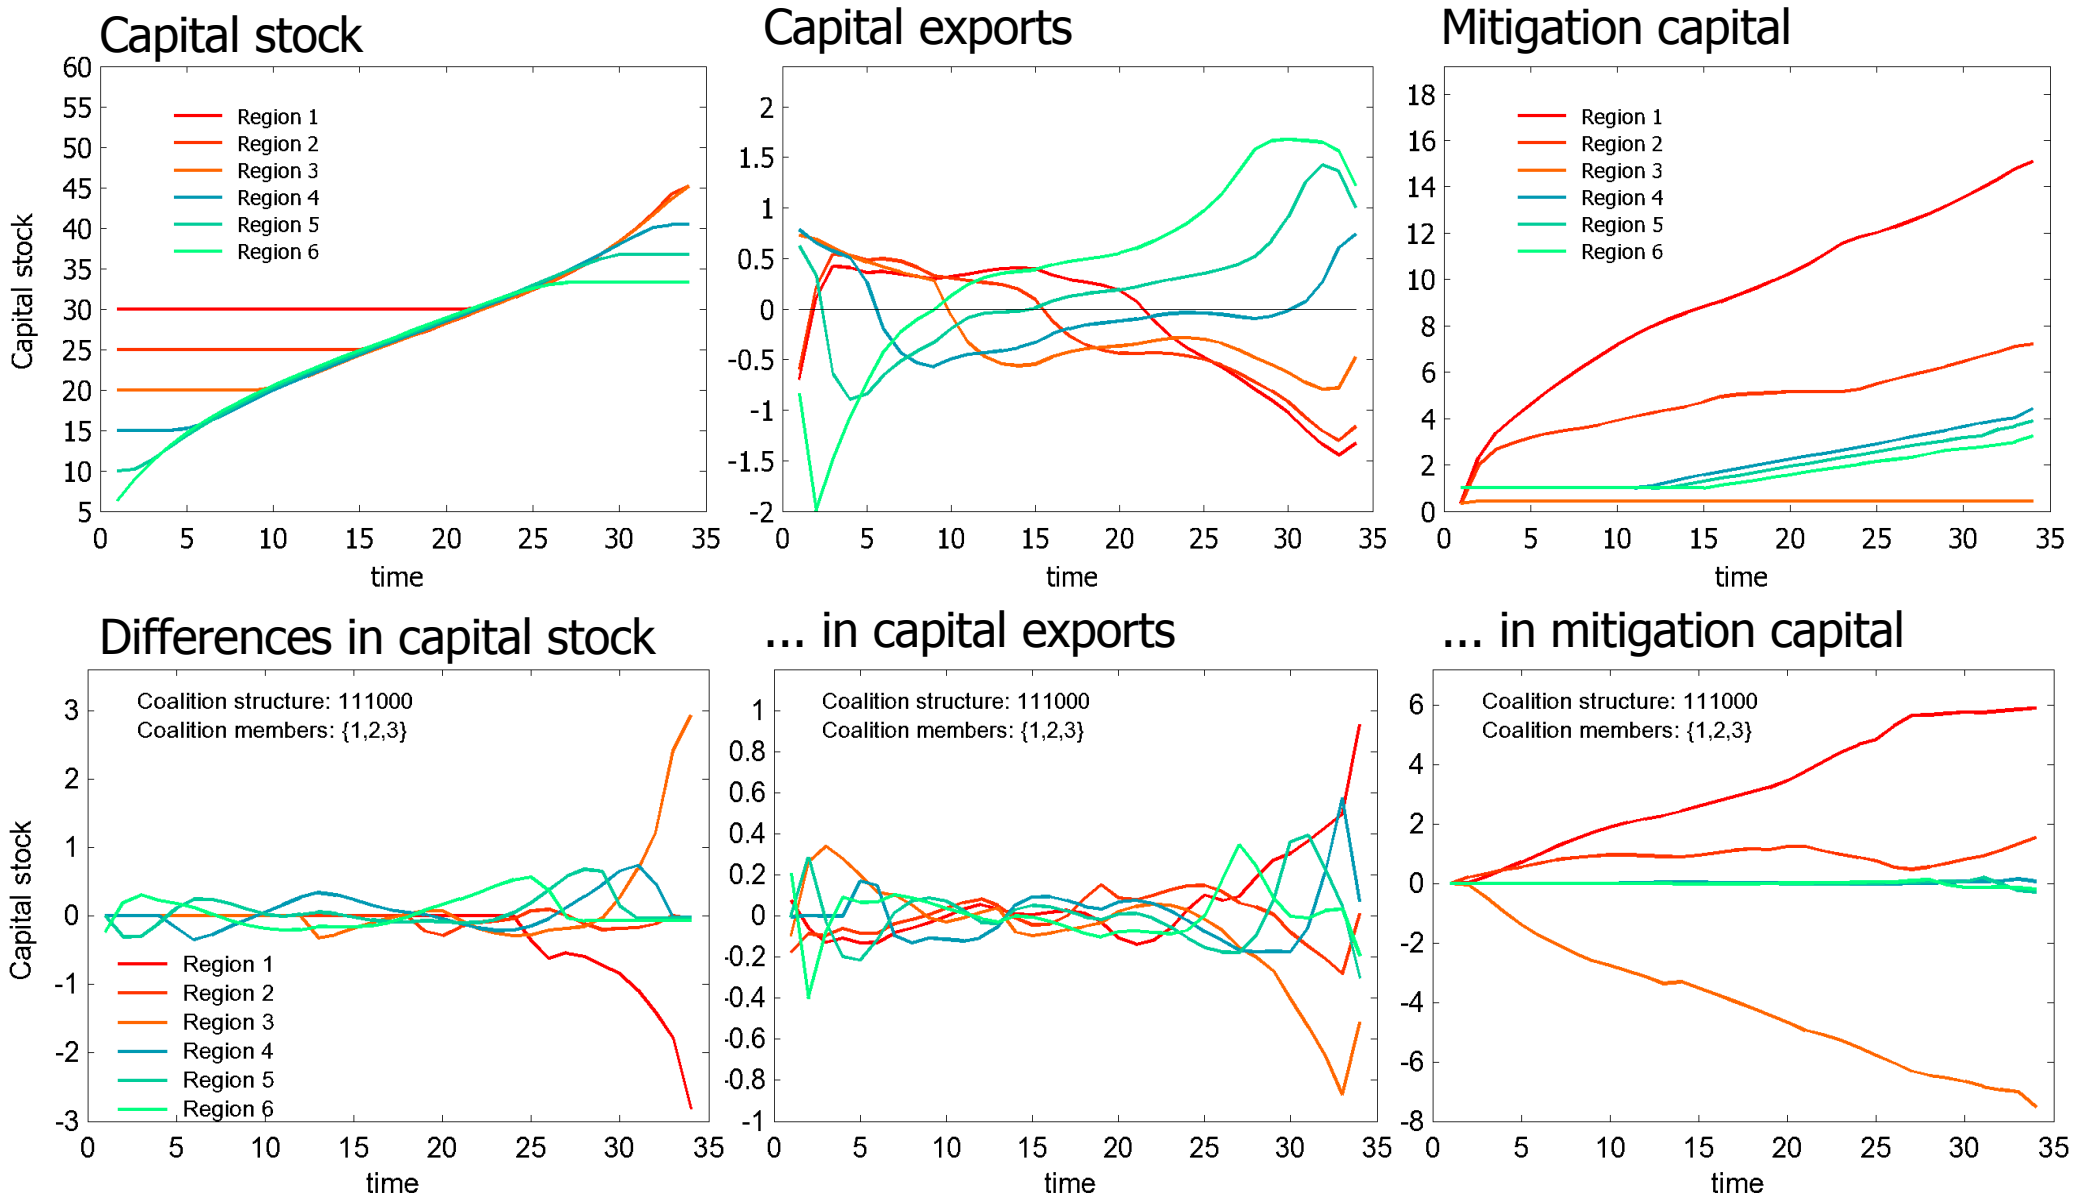 Capital stock
Capital exports
Mitigation capital
60
55
50
45
40
35
30
25
20
15
10
5
Capital stock
Region 1
Region 2
Region 3
Region 4
Region 5
Region 6
0 5 10 15 20 25 30 35
time
2
1.5
1
0.5
0
-0.5
-1
-1.5
-2
0 5 10 15 20 25 30 35
time
18
16
14
12
10
8
6
4
2
0
Region 1
Region 2
Region 3
Region 4
Region 5
Region 6
0 5 10 15 20 25 30 35
time
Differences in capital stock
... in capital exports
... in mitigation capital
3
2
1
0
-1
-2
-3
Capital stock
Coalition structure: 111000
Coalition members: {1,2,3}
Region 1
Region 2
Region 3
Region 4
Region 5
Region 6
0 5 10 15 20 25 30 35
time
1
0.8
0.6
0.4
0.2
0
-0.2
-0.4
-0.6
-0.8
-1
Coalition structure: 111000
Coalition members: {1,2,3}
0 5 10 15 20 25 30 35
time
6
4
2
0
-2
-4
-6
-8
Coalition structure: 111000
Coalition members: {1,2,3}
0 5 10 15 20 25 30 35
time